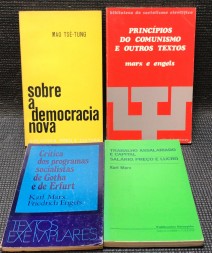 MAO TSE-TUNG
sobre
a
democracia
nova
biblioteca do socialismo científico
PRINCÍPIOS
DO COMUNISMO
E OUTROS TEXTOS
marx e engels
Crítica
dos programas
socialistas
de Gotha
e de Erfurt
Karl Marx
Friedrich Engels
TEXTOS
EXEMPLARES
TRABALHO ASSALARIADO
E CAPITAL
SALÁRIO PREÇO E LUCRO
Karl Marx